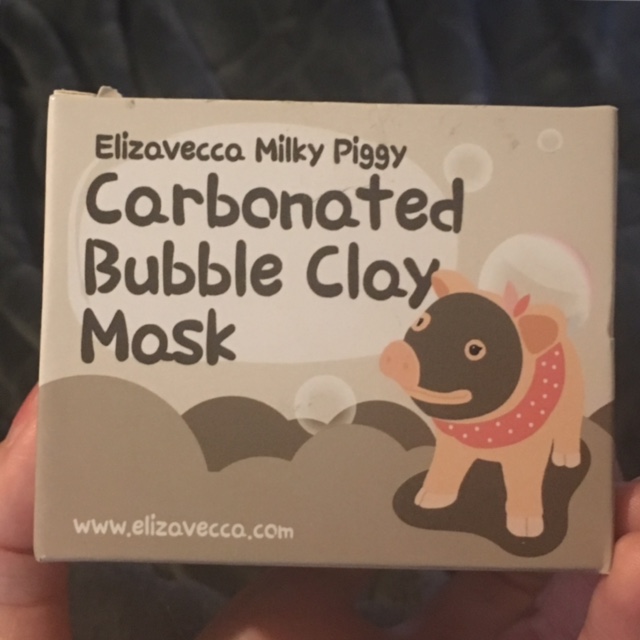 Elizavecca Milky Piggy
Carbonated
Bubble Clay
Mask
www.elizavecca.com